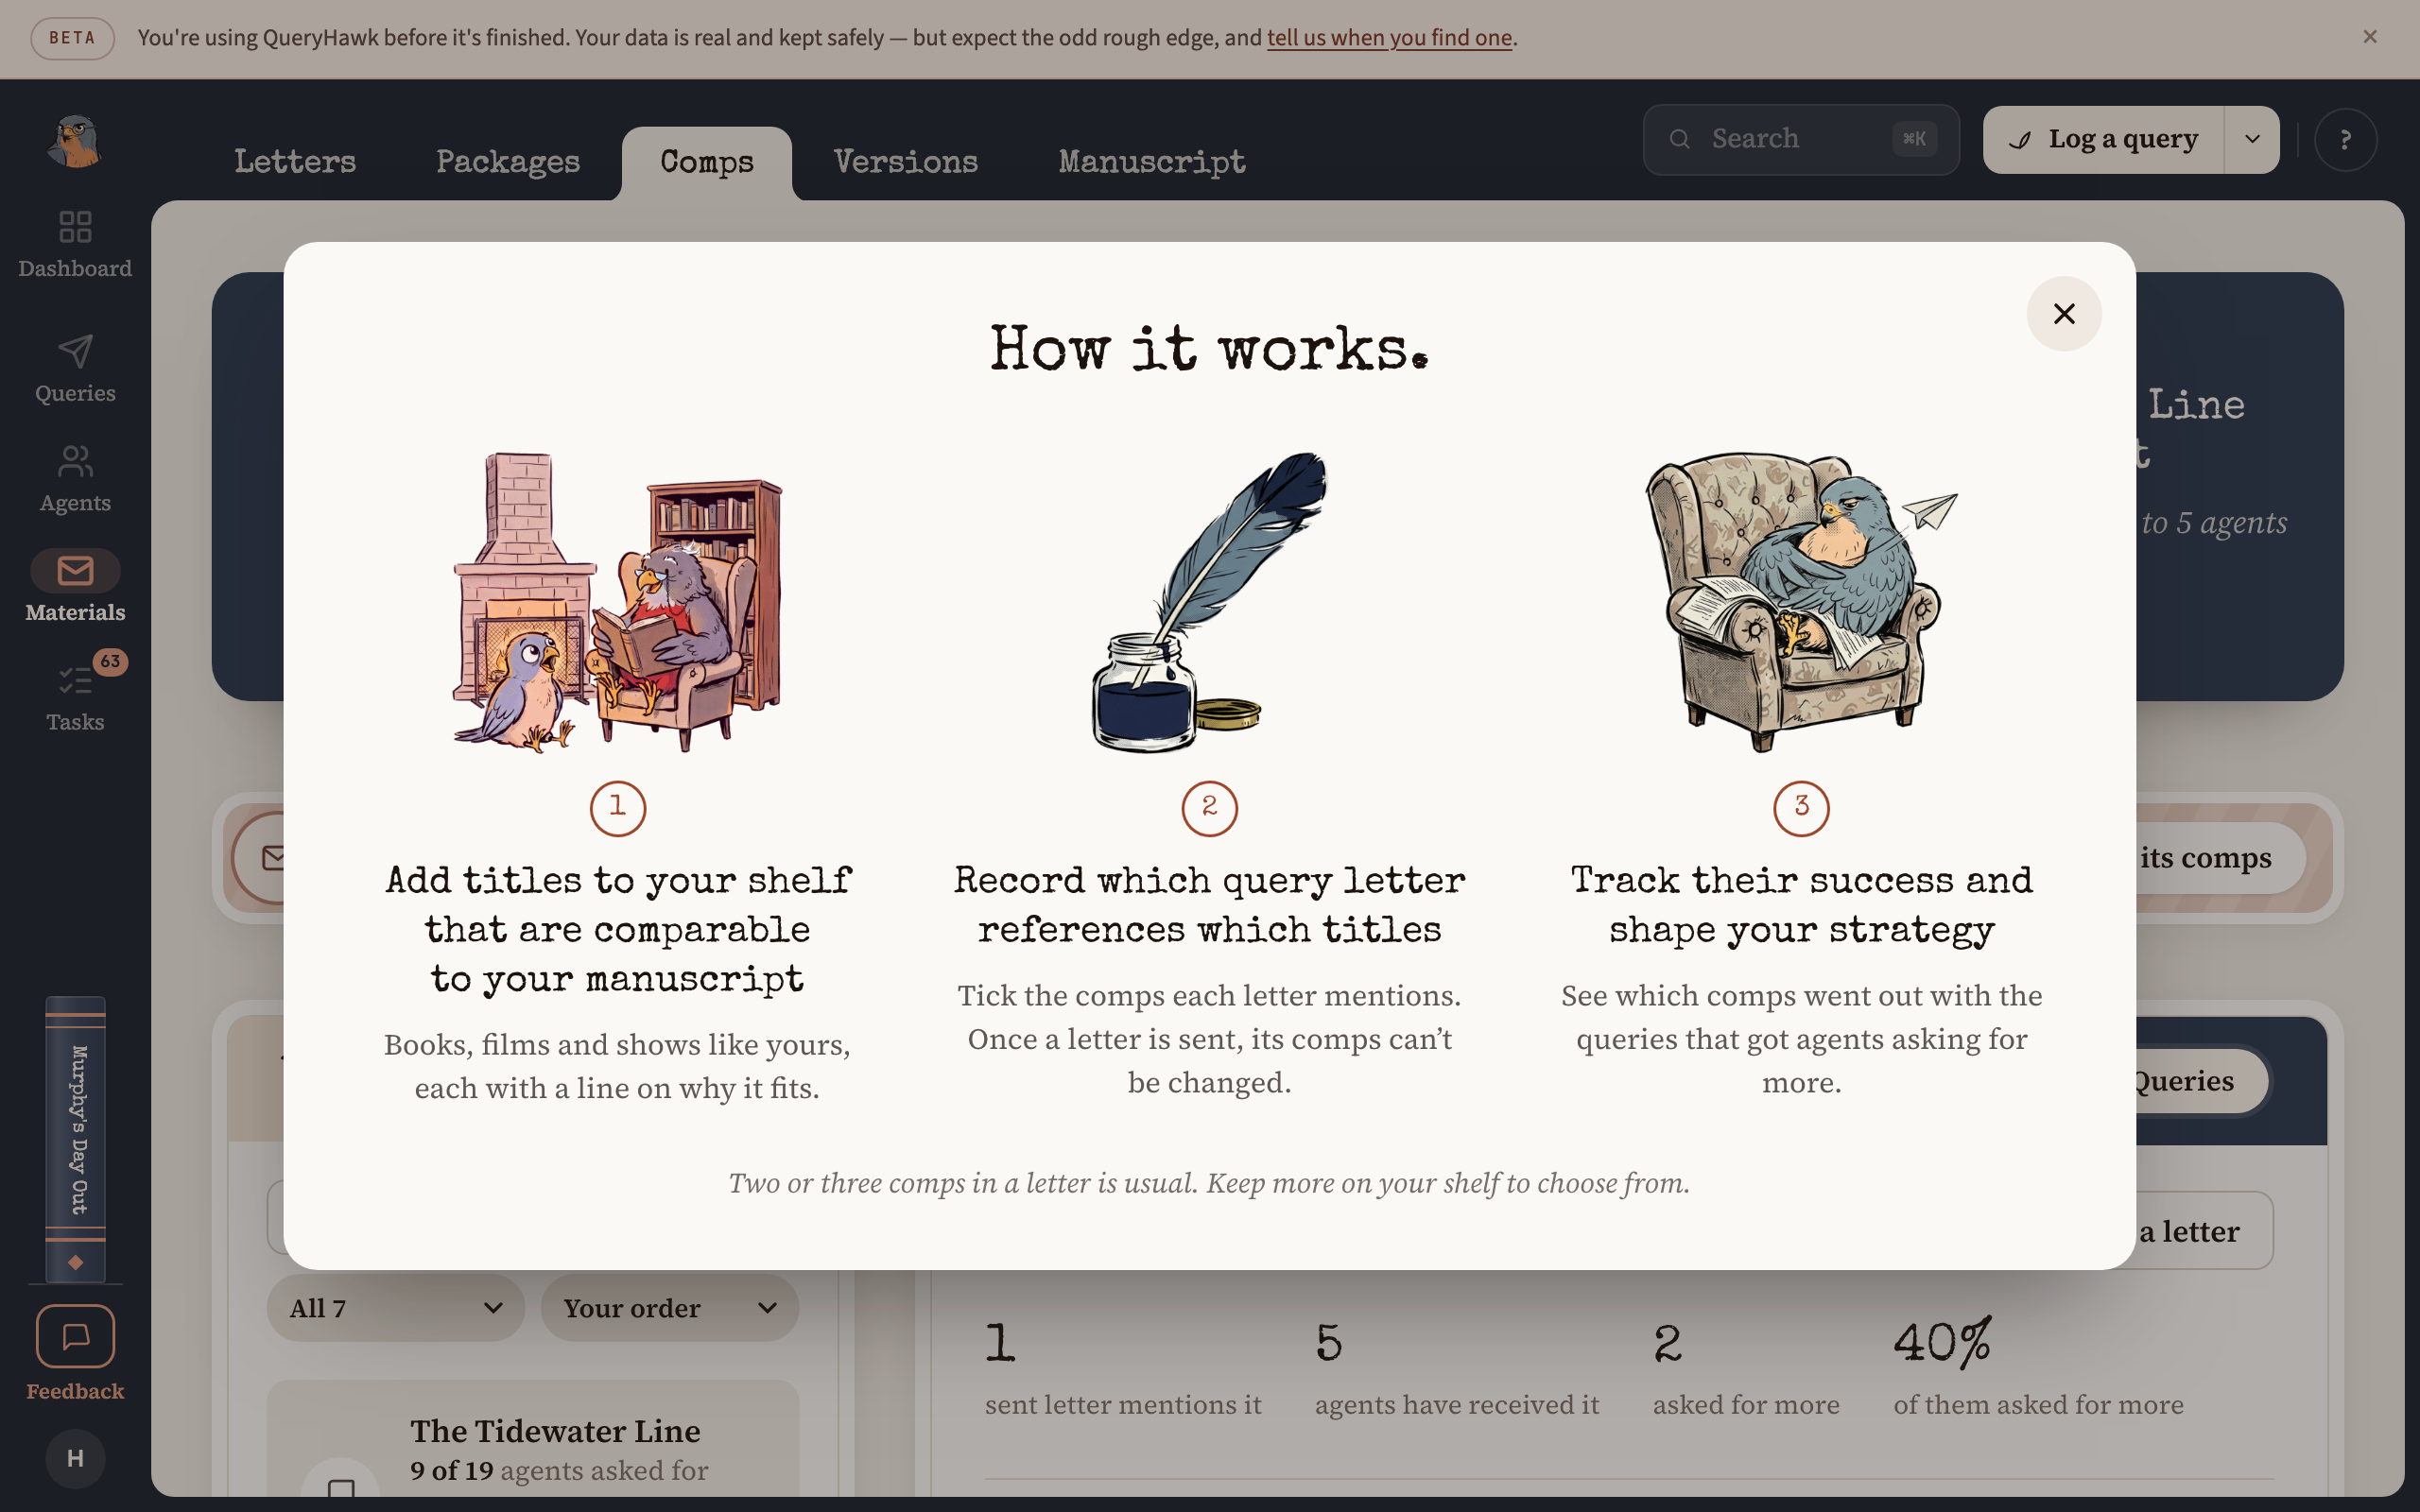 BETA
You're using QueryHawk before it's finished. Your data is real and kept safely — but expect the odd rough edge, and tell us when you find one.
Letters
Packages
Comps
Versions
Manuscript
Search
⌘K
Log a query
?
Dashboard
Queries
Agents
Materials
63
Tasks
Murphy's Day Out
Feedback
H
Line
to 5 agents
its comps
Queries
a letter
How it works.
1
Add titles to your shelf
that are comparable
to your manuscript
Books, films and shows like yours,
each with a line on why it fits.
2
Record which query letter
references which titles
Tick the comps each letter mentions.
Once a letter is sent, its comps can’t
be changed.
3
Track their success and
shape your strategy
See which comps went out with the
queries that got agents asking for
more.
Two or three comps in a letter is usual. Keep more on your shelf to choose from.
All 7
Your order
The Tidewater Line
9 of 19 agents asked for
1
sent letter mentions it
5
agents have received it
2
asked for more
40%
of them asked for more